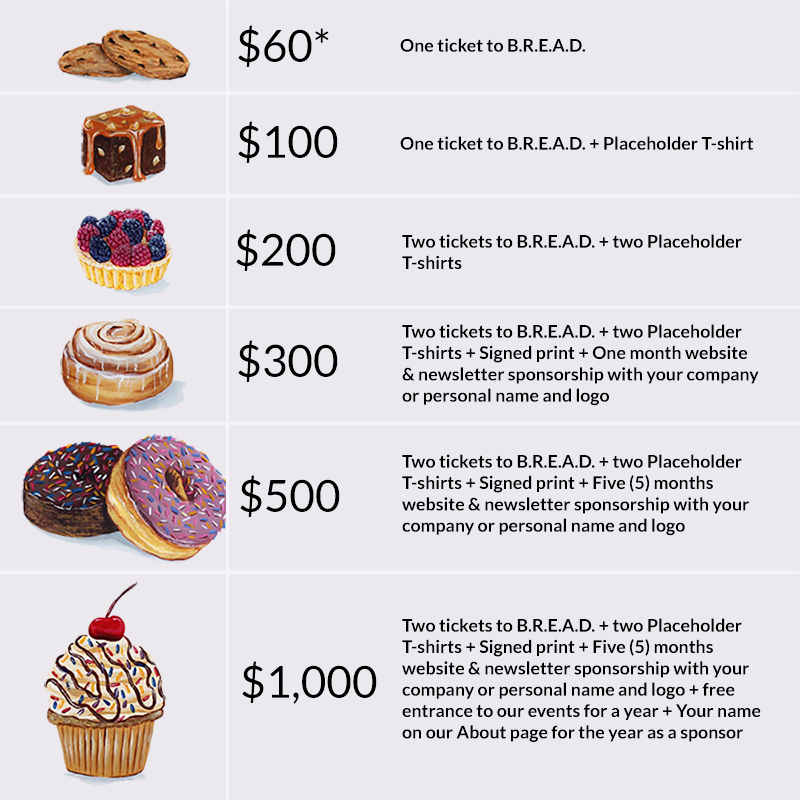 $60*
One ticket to B.R.E.A.D.
$100
One ticket to B.R.E.A.D. + Placeholder T-shirt
$200
Two tickets to B.R.E.A.D. + two Placeholder
T-shirts
$300
Two tickets to B.R.E.A.D. + two Placeholder
T-shirts + Signed print + One month website
& newsletter sponsorship with your company
or personal name and logo
$500
Two tickets to B.R.E.A.D. + two Placeholder
T-shirts + Signed print + Five (5) months
website & newsletter sponsorship with your
company or personal name and logo
$1,000
Two tickets to B.R.E.A.D. + two Placeholder
T-shirts + Signed print + Five (5) months
website & newsletter sponsorship with your
company or personal name and logo + free
entrance to our events for a year + Your name
on our About page for the year as a sponsor